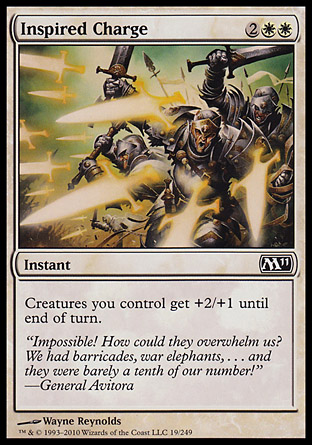 Inspired Charge 2
Instant M11
Creatures you control get +2/+1 until
end of turn.
“Impossible! How could they overwhelm us?
We had barricades, war elephants, . . . and
they were barely a tenth of our number!”
—General Avitora
Wayne Reynolds
™ & © 1993–2010 Wizards of the Coast LLC 19/249